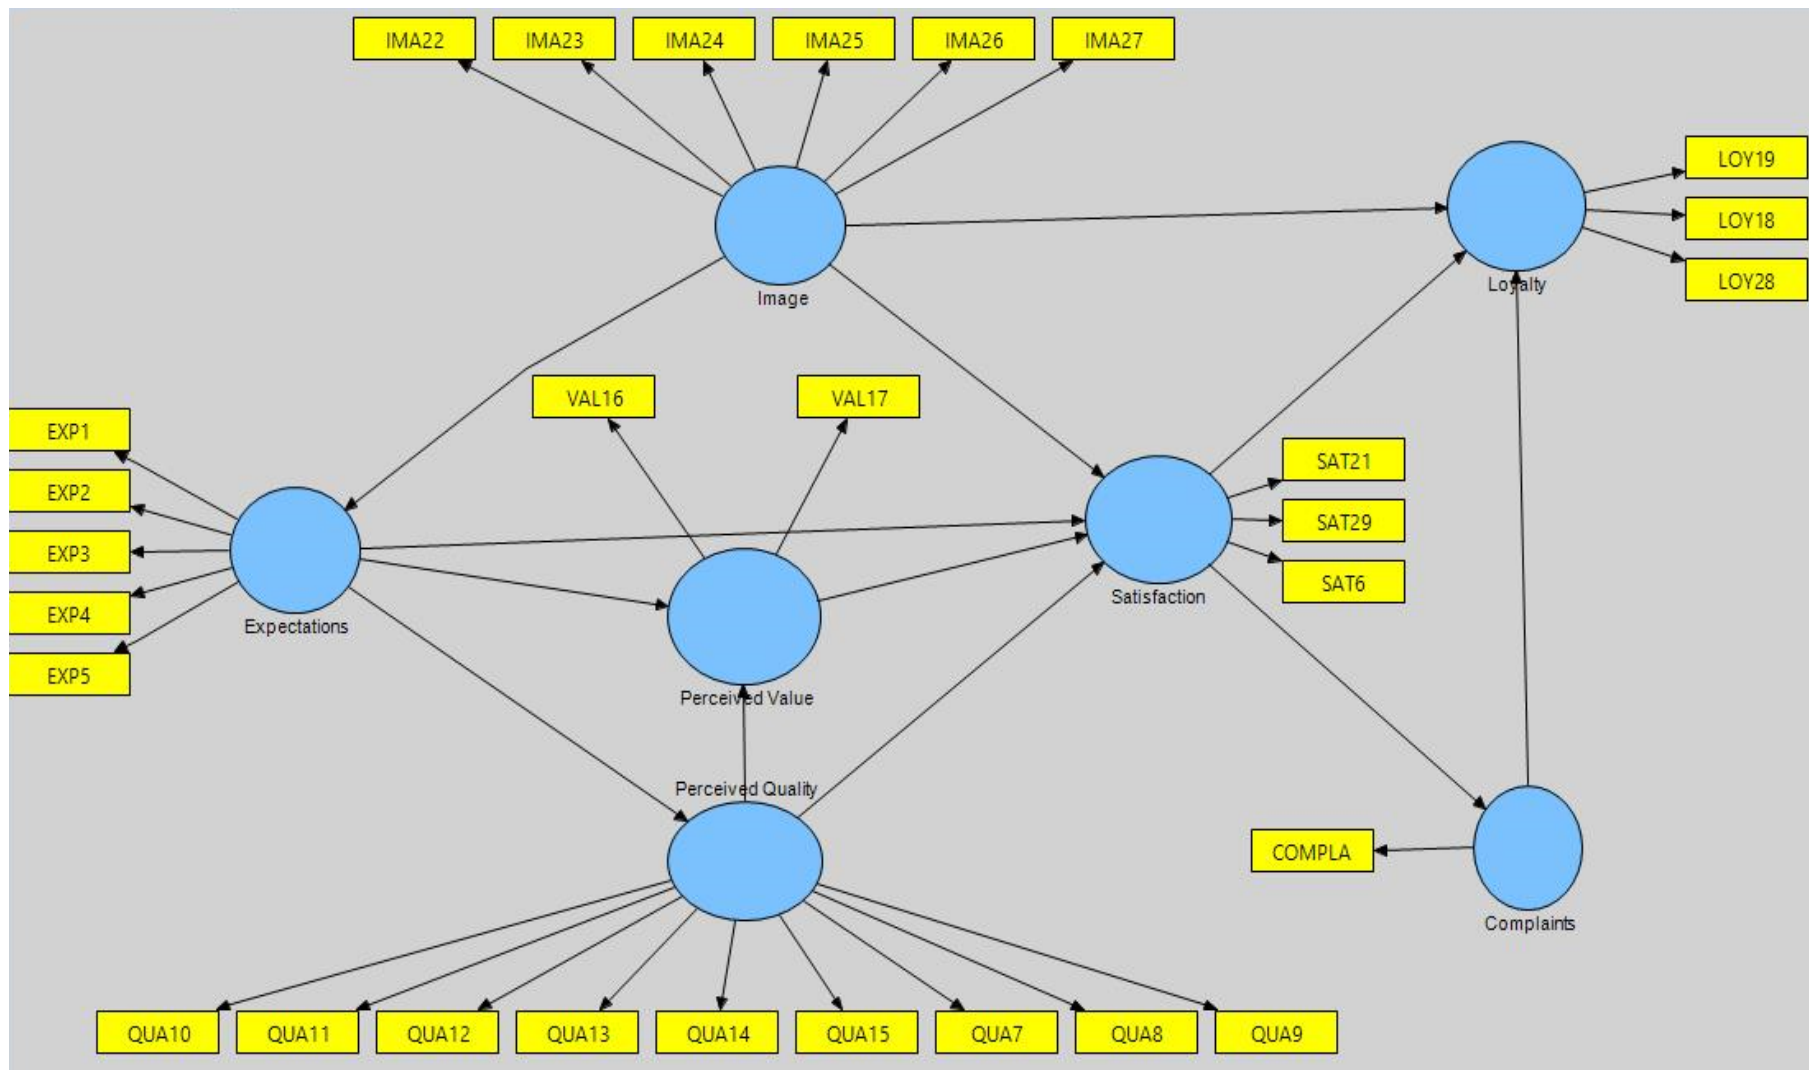 IMA22
IMA23
IMA24
IMA25
IMA26
IMA27
LOY19
LOY18
LOY28
Image
Loyalty
VAL16
VAL17
EXP1
EXP2
EXP3
EXP4
EXP5
Expectations
SAT21
SAT29
SAT6
Satisfaction
Perceived Value
Perceived Quality
COMPLA
Complaints
QUA10
QUA11
QUA12
QUA13
QUA14
QUA15
QUA7
QUA8
QUA9